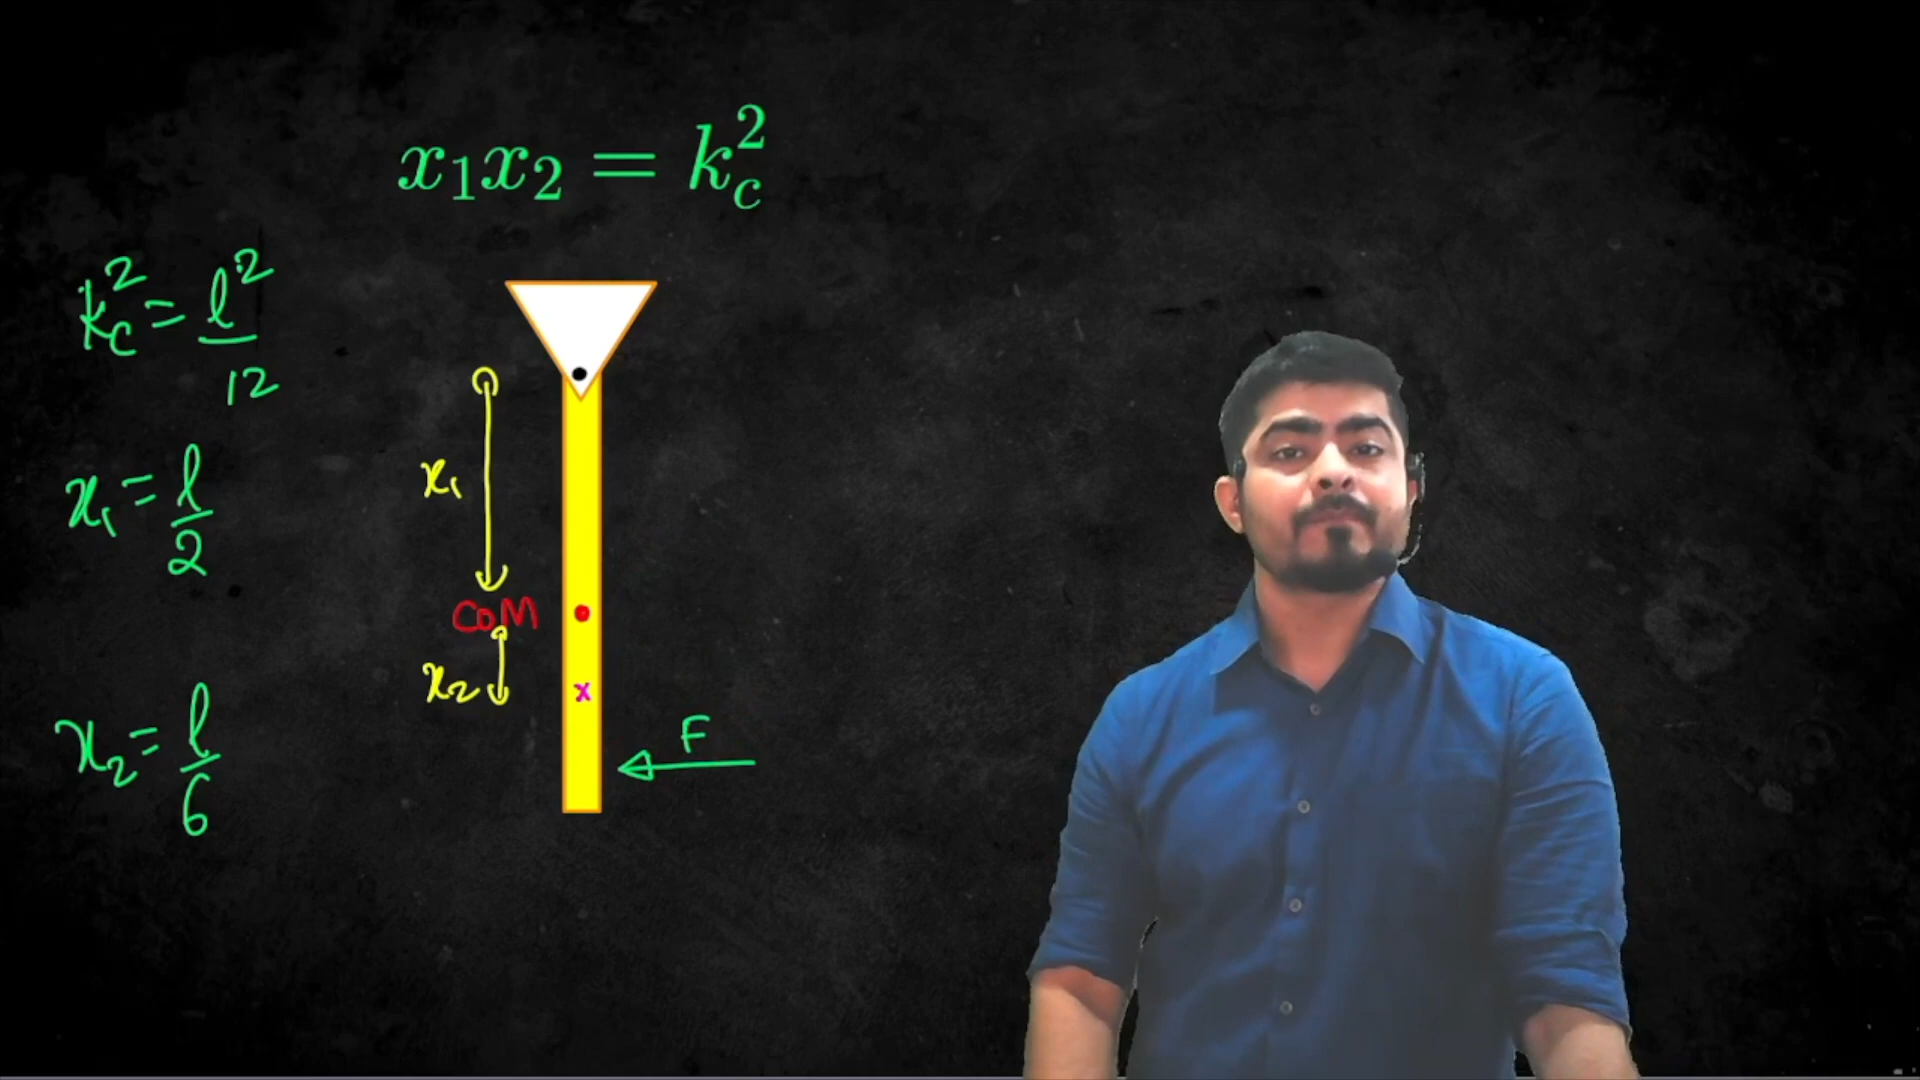 x₁x₂ = k_c²
k_c² = l²/12
x₁ = l/2
x₁
CoM
x₂
x
x₂ = l/6
F